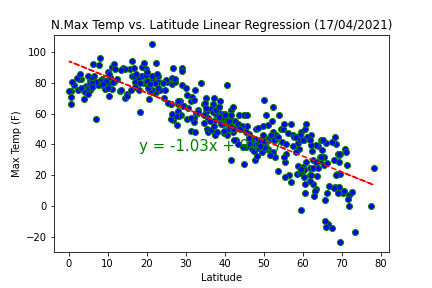 N.Max Temp vs. Latitude Linear Regression (17/04/2021)
100
80
60
40
20
0
−20
Max Temp (F)
y = -1.03x +
0 10 20 30 40 50 60 70 80
Latitude